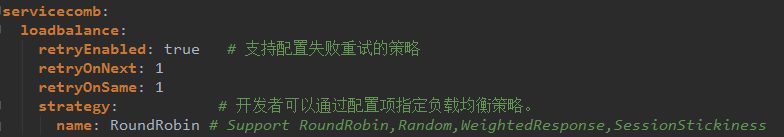 servicecomb:
  loadbalance:
    retryEnabled: true   # 支持配置失败重试的策略
    retryOnNext: 1
    retryOnSame: 1
    strategy:            # 开发者可以通过配置项指定负载均衡策略。
      name: RoundRobin # Support RoundRobin,Random,WeightedResponse,SessionStickiness